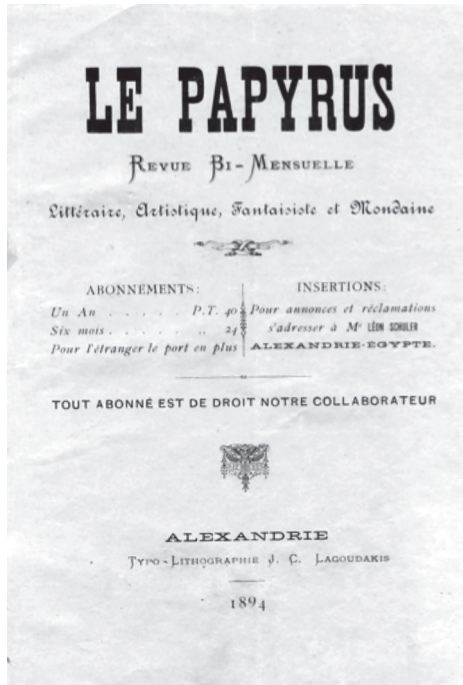 LE PAPYRUS
REVUE BI-MENSUELLE
Littéraire, Artistique, Fantaisiste et Mondaine
ABONNEMENTS:
Un An . . . . . P.T. 40
Six mois . . . . . „ 24
Pour l'étranger le port en plus
INSERTIONS:
Pour annonces et réclamations
s'adresser à Mr LÉON SCHULER
ALEXANDRIE-ÉGYPTE.
TOUT ABONNÉ EST DE DROIT NOTRE COLLABORATEUR
ALEXANDRIE
TYPO-LITHOGRAPHIE J. C. LAGOUDAKIS
1894